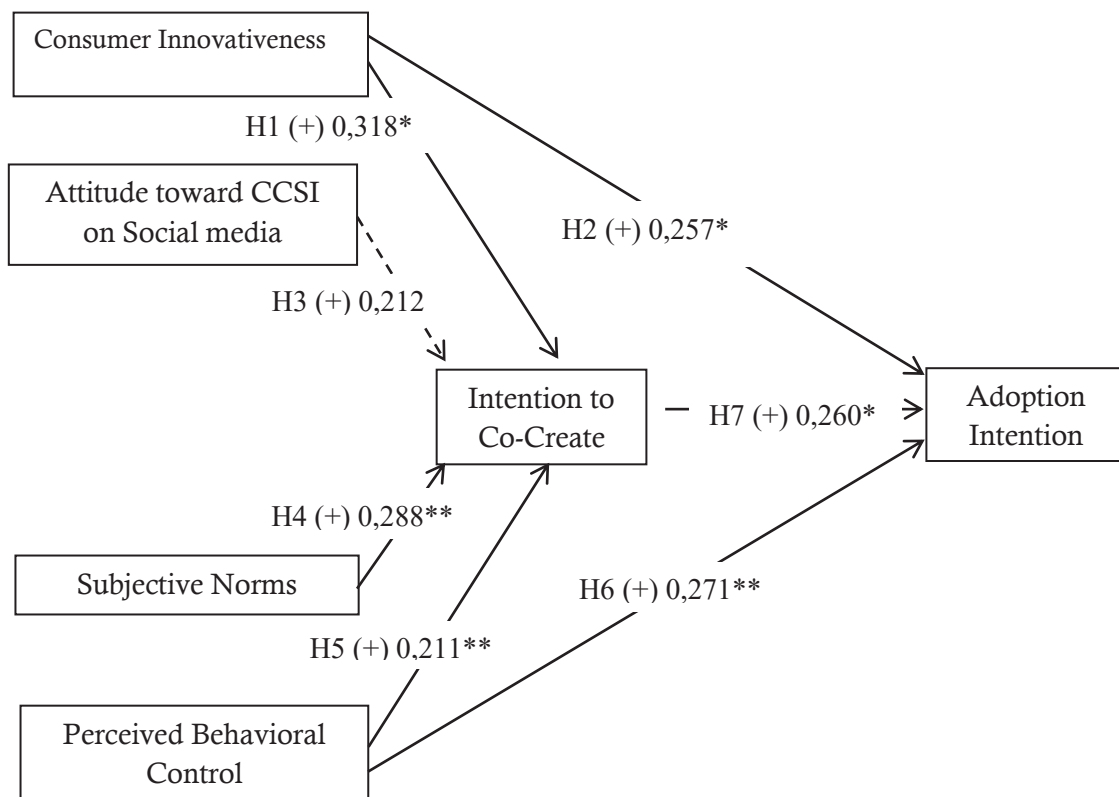 Consumer Innovativeness
H1 (+) 0,318*
Attitude toward CCSI
on Social media
H2 (+) 0,257*
H3 (+) 0,212
Intention to
Co-Create
H7 (+) 0,260*
Adoption
Intention
H4 (+) 0,288**
Subjective Norms
H6 (+) 0,271**
H5 (+) 0,211**
Perceived Behavioral
Control